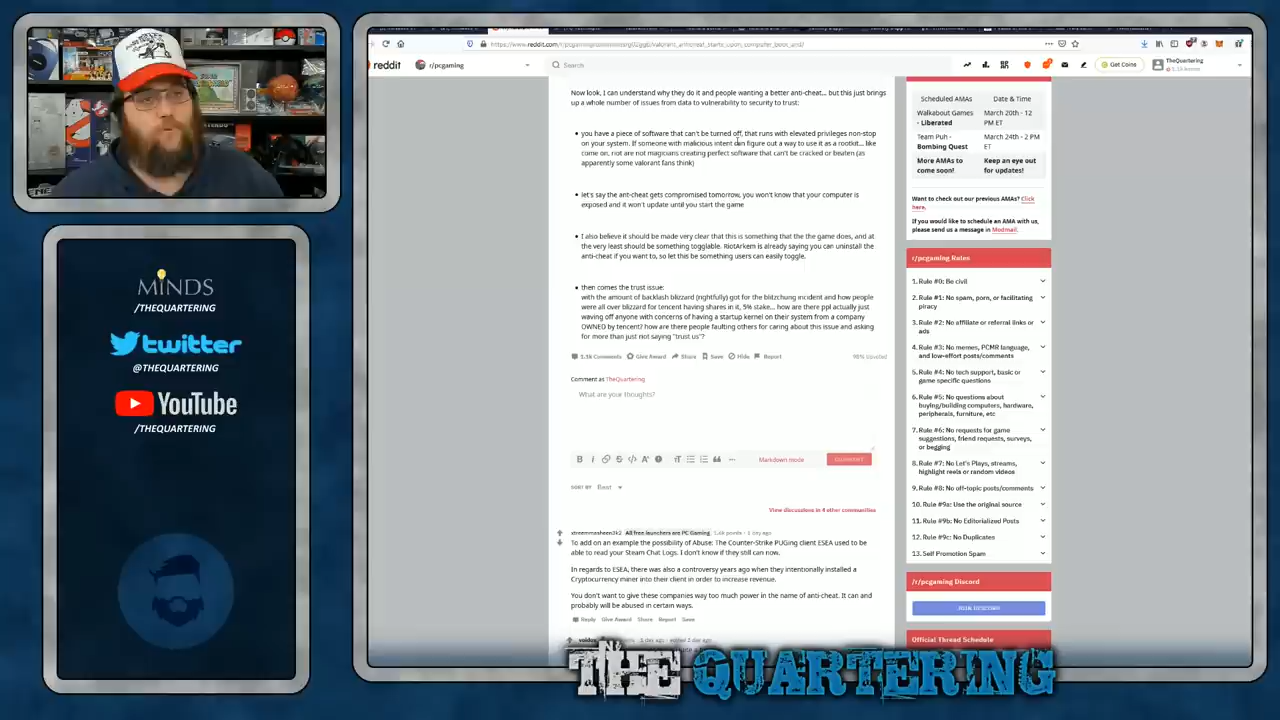 https://www.reddit.com/r/pcgaming/
reddit
r/pcgaming
Search
Get Coins
TheQuartering
Now look, I can understand why they do it and people wanting a better anti-cheat... but this just brings
up a whole number of issues from data to vulnerability to security to trust:
you have a piece of software that can't be turned off, that runs with elevated privileges non-stop
on your system. If someone with malicious intent can figure out a way to use it as a rootkit... like
come on, riot are not magicians creating perfect software that can't be cracked or beaten (as
apparently some valorant fans think)
let's say the ant-cheat gets compromised tomorrow, you won't know that your computer is
exposed and it won't update until you start the game
I also believe it should be made very clear that this is something that the the game does, and at
the very least should be something togglable. RiotArkem is already saying you can uninstall the
anti-cheat if you want to, so let this be something users can easily toggle.
then comes the trust issue:
with the amount of backlash blizzard (rightfully) got for the blitzchung incident and how people
were all over blizzard for tencent having shares in it, 5% stake... how are there ppl actually just
waving off anyone with concerns of having a startup kernel on their system from a company
OWNED by tencent? how are there people faulting others for caring about this issue and asking
for more than just not saying "trust us"?
Comments Give Award Share Save Hide Report
Comment as TheQuartering
What are your thoughts?
Markdown mode
COMMENT
SORT BY Best
View discussions in 4 other communities
All free launchers are PC Gaming
1 day ago
To add on an example the possibility of Abuse: The Counter-Strike PUGing client ESEA used to be
able to read your Steam Chat Logs. I don't know if they still can now.
In regards to ESEA, there was also a controversy years ago when they intentionally installed a
Cryptocurrency miner into their client in order to increase revenue.
You don't want to give these companies way too much power in the name of anti-cheat. It can and
probably will be abused in certain ways.
Reply Give Award Share Report Save
Scheduled AMAs Date & Time
Walkabout Games
- Liberated
March 20th - 12
PM ET
Team Puh -
Bombing Quest
March 24th - 2 PM
ET
More AMAs to
come soon!
Keep an eye out
for updates!
Want to check out our previous AMAs? Click
here.
If you would like to schedule an AMA with us,
please send us a message in Modmail.
r/pcgaming Rules
1. Rule #0: Be civil
2. Rule #1: No spam, porn, or facilitating
piracy
3. Rule #2: No affiliate or referral links or
ads
4. Rule #3: No memes, PCMR language,
and low-effort posts/comments
5. Rule #4: No tech support, basic or
game specific questions
6. Rule #5: No questions about
buying/building computers, hardware,
peripherals, furniture, etc
7. Rule #6: No requests for game
suggestions, friend requests, surveys,
or begging
8. Rule #7: No Let's Plays, streams,
highlight reels or random videos
9. Rule #8: No off-topic posts/comments
10. Rule #9a: Use the original source
11. Rule #9b: No Editorialized Posts
12. Rule #9c: No Duplicates
13. Self Promotion Spam
/r/pcgaming Discord
JOIN DISCORD
Official Thread Schedule
MINDS
/THEQUARTERING
twitter
@THEQUARTERING
YouTube
/THEQUARTERING
THE QUARTERING